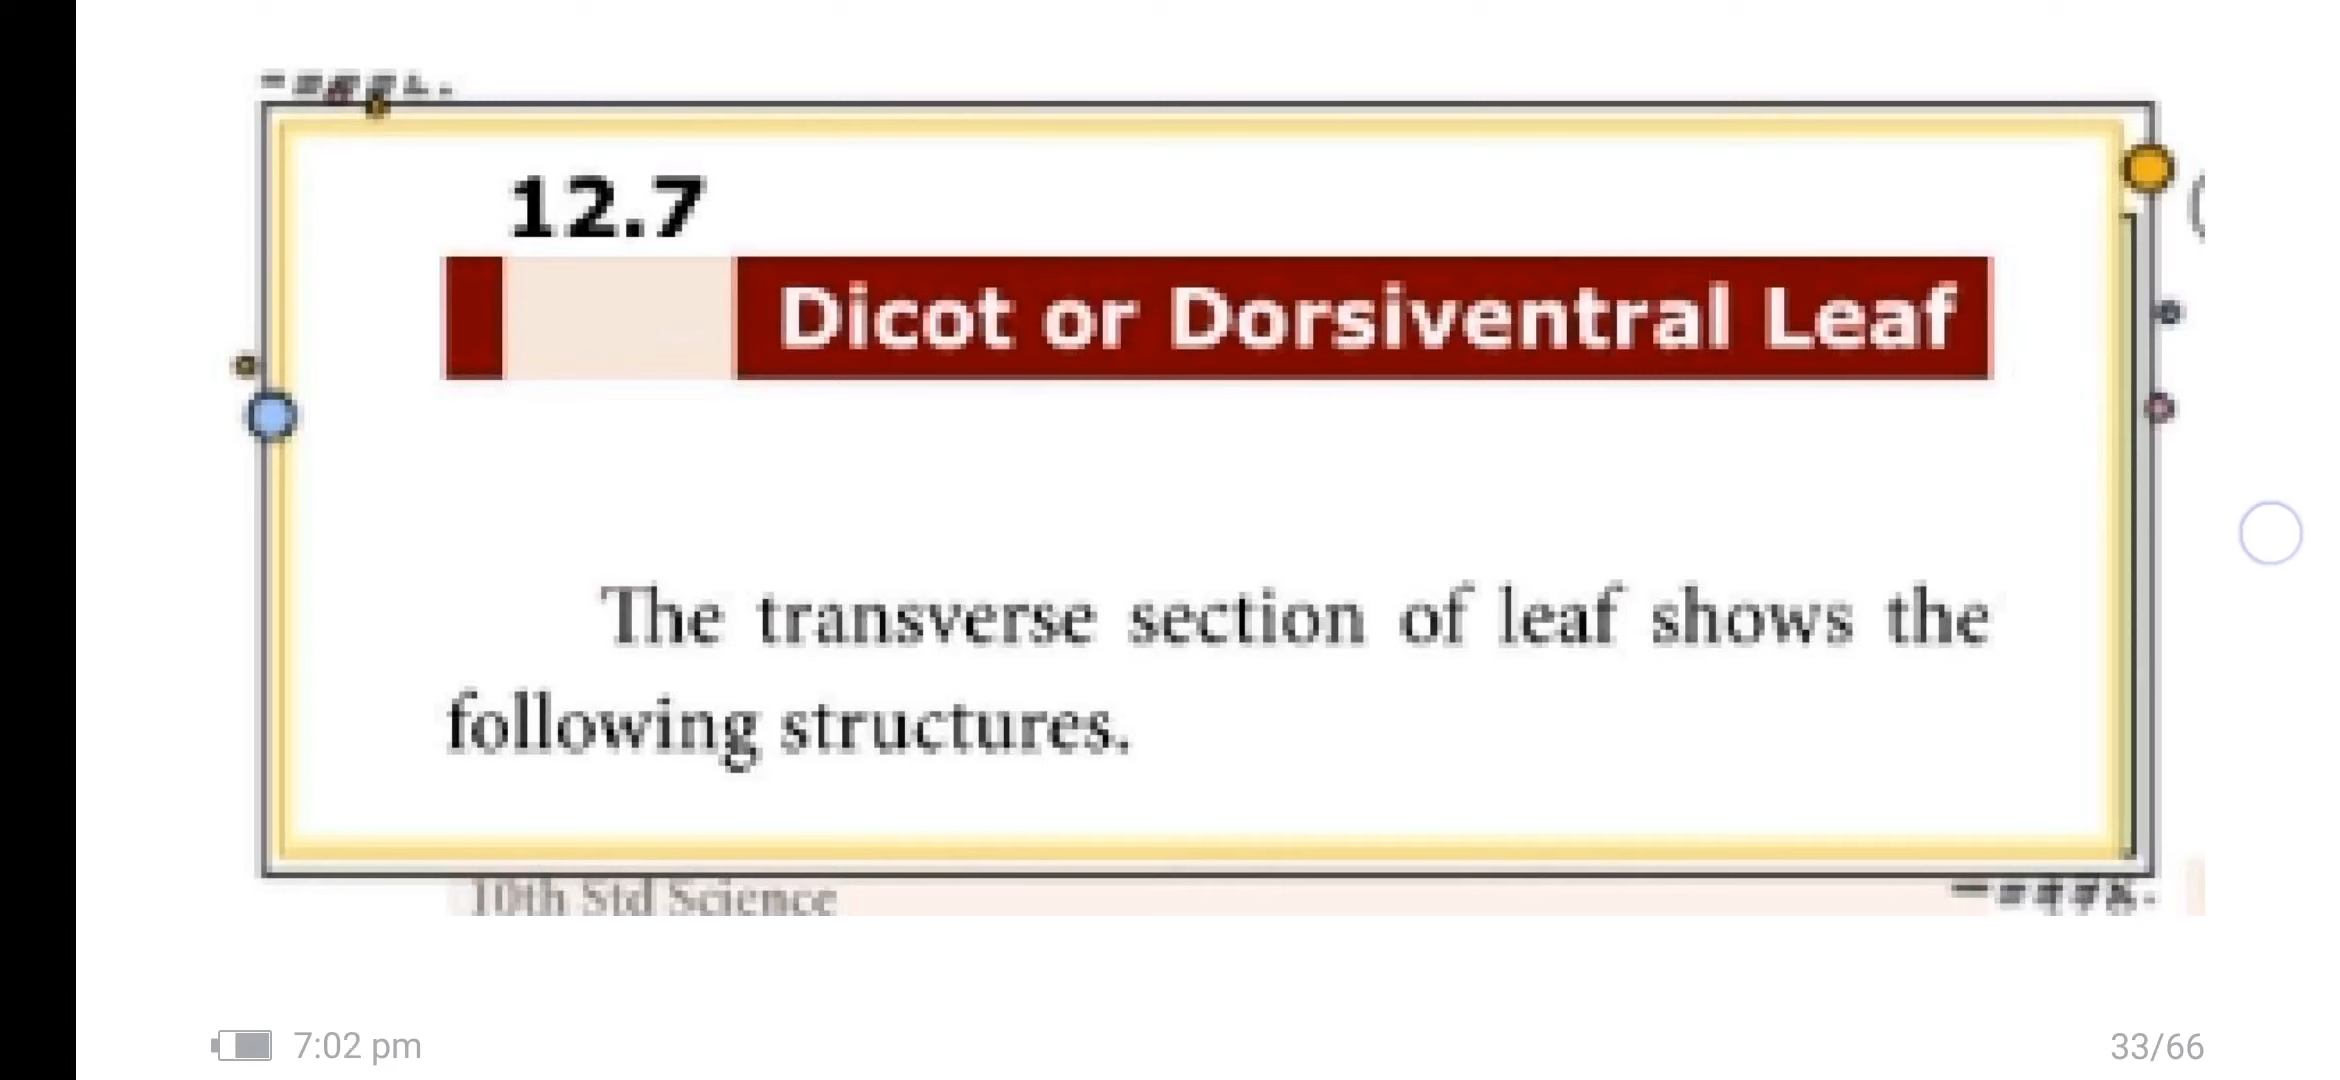 12.7
Dicot or Dorsiventral Leaf
The transverse section of leaf shows the
following structures.
10th Std Science
7:02 pm
33/66